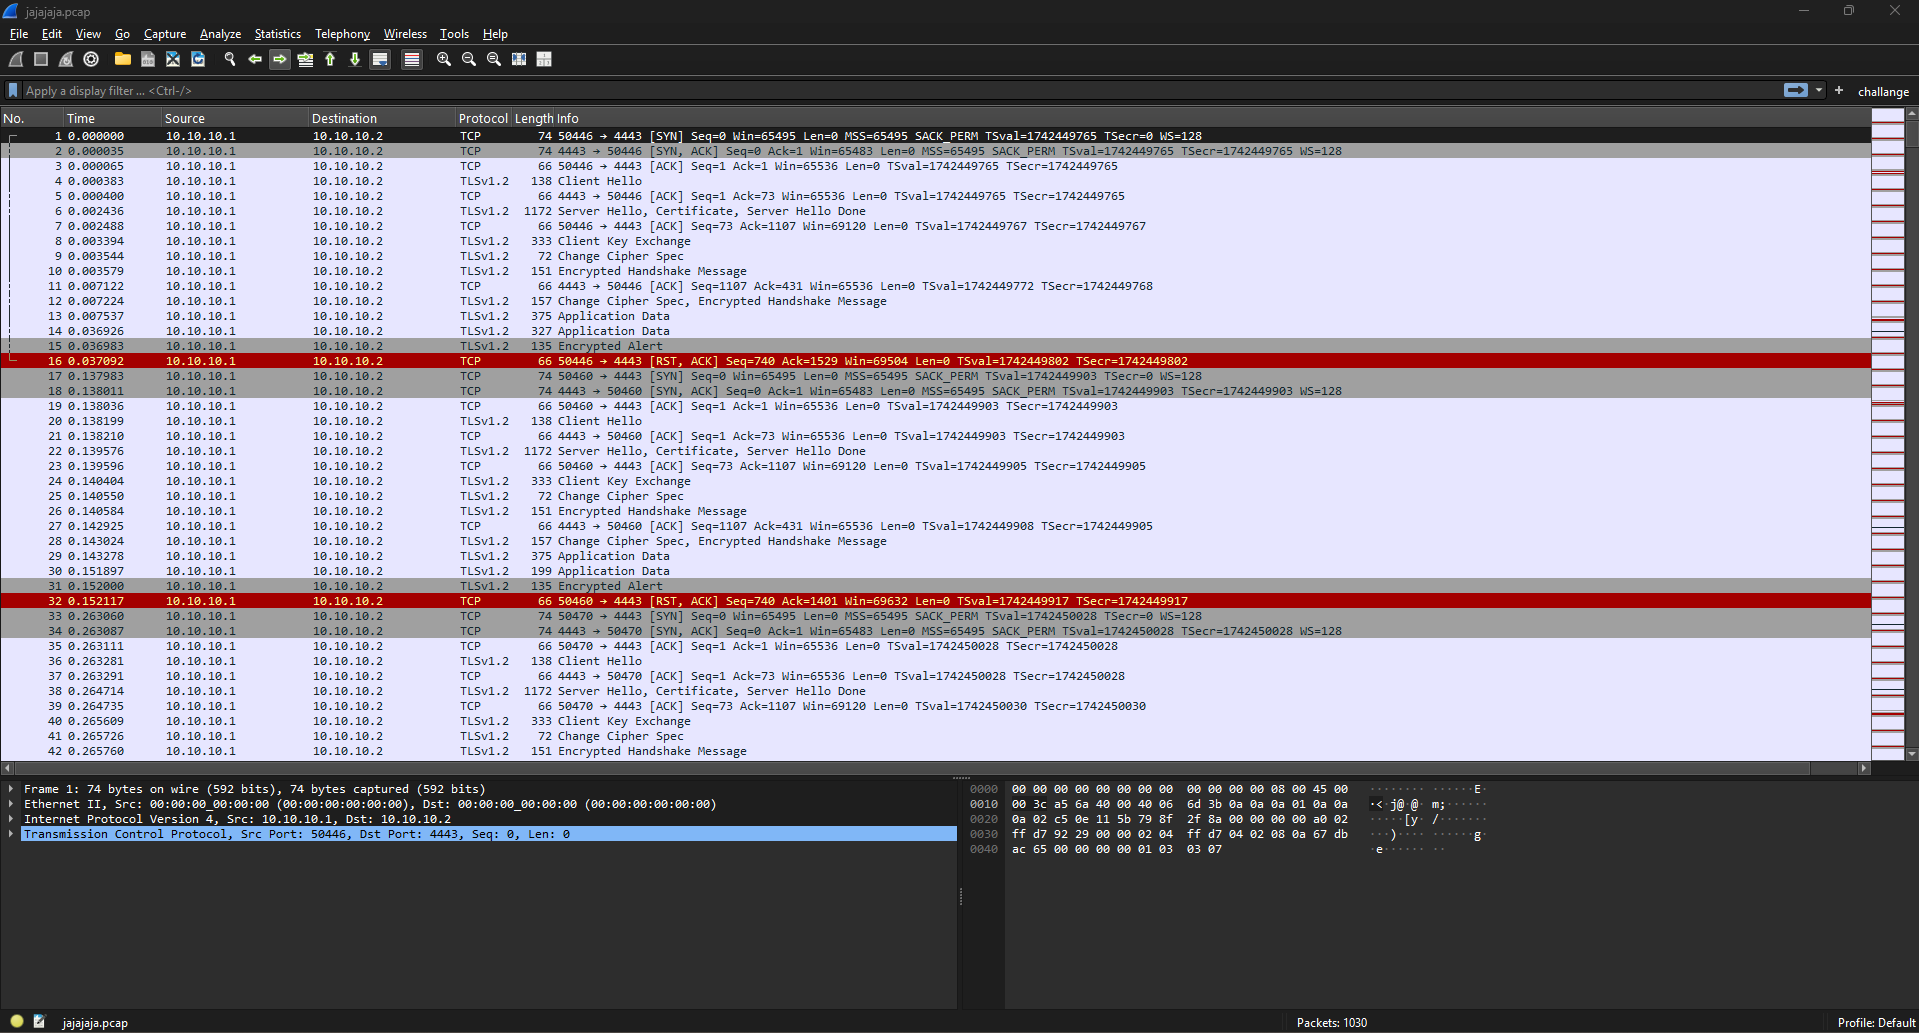 jajajaja.pcap
File Edit View Go Capture Analyze Statistics Telephony Wireless Tools Help
Apply a display filter ... <Ctrl-/>
challange
No. Time Source Destination Protocol Length Info
1 0.000000 10.10.10.1 10.10.10.2 TCP 74 50446 → 4443 [SYN] Seq=0 Win=65495 Len=0 MSS=65495 SACK_PERM TSval=1742449765 TSecr=0 WS=128
2 0.000035 10.10.10.1 10.10.10.2 TCP 74 4443 → 50446 [SYN, ACK] Seq=0 Ack=1 Win=65483 Len=0 MSS=65495 SACK_PERM TSval=1742449765 TSecr=1742449765 WS=128
3 0.000065 10.10.10.1 10.10.10.2 TCP 66 50446 → 4443 [ACK] Seq=1 Ack=1 Win=65536 Len=0 TSval=1742449765 TSecr=1742449765
4 0.000383 10.10.10.1 10.10.10.2 TLSv1.2 138 Client Hello
5 0.000400 10.10.10.1 10.10.10.2 TCP 66 4443 → 50446 [ACK] Seq=1 Ack=73 Win=65536 Len=0 TSval=1742449765 TSecr=1742449765
6 0.002436 10.10.10.1 10.10.10.2 TLSv1.2 1172 Server Hello, Certificate, Server Hello Done
7 0.002488 10.10.10.1 10.10.10.2 TCP 66 50446 → 4443 [ACK] Seq=73 Ack=1107 Win=69120 Len=0 TSval=1742449767 TSecr=1742449767
8 0.003394 10.10.10.1 10.10.10.2 TLSv1.2 333 Client Key Exchange
9 0.003544 10.10.10.1 10.10.10.2 TLSv1.2 72 Change Cipher Spec
10 0.003579 10.10.10.1 10.10.10.2 TLSv1.2 151 Encrypted Handshake Message
11 0.007122 10.10.10.1 10.10.10.2 TCP 66 4443 → 50446 [ACK] Seq=1107 Ack=431 Win=65536 Len=0 TSval=1742449772 TSecr=1742449768
12 0.007224 10.10.10.1 10.10.10.2 TLSv1.2 157 Change Cipher Spec, Encrypted Handshake Message
13 0.007537 10.10.10.1 10.10.10.2 TLSv1.2 375 Application Data
14 0.036926 10.10.10.1 10.10.10.2 TLSv1.2 327 Application Data
15 0.036983 10.10.10.1 10.10.10.2 TLSv1.2 135 Encrypted Alert
16 0.037092 10.10.10.1 10.10.10.2 TCP 66 50446 → 4443 [RST, ACK] Seq=740 Ack=1529 Win=69504 Len=0 TSval=1742449802 TSecr=1742449802
17 0.137983 10.10.10.1 10.10.10.2 TCP 74 50460 → 4443 [SYN] Seq=0 Win=65495 Len=0 MSS=65495 SACK_PERM TSval=1742449903 TSecr=0 WS=128
18 0.138011 10.10.10.1 10.10.10.2 TCP 74 4443 → 50460 [SYN, ACK] Seq=0 Ack=1 Win=65483 Len=0 MSS=65495 SACK_PERM TSval=1742449903 TSecr=1742449903 WS=128
19 0.138036 10.10.10.1 10.10.10.2 TCP 66 50460 → 4443 [ACK] Seq=1 Ack=1 Win=65536 Len=0 TSval=1742449903 TSecr=1742449903
20 0.138199 10.10.10.1 10.10.10.2 TLSv1.2 138 Client Hello
21 0.138210 10.10.10.1 10.10.10.2 TCP 66 4443 → 50460 [ACK] Seq=1 Ack=73 Win=65536 Len=0 TSval=1742449903 TSecr=1742449903
22 0.139576 10.10.10.1 10.10.10.2 TLSv1.2 1172 Server Hello, Certificate, Server Hello Done
23 0.139596 10.10.10.1 10.10.10.2 TCP 66 50460 → 4443 [ACK] Seq=73 Ack=1107 Win=69120 Len=0 TSval=1742449905 TSecr=1742449905
24 0.140404 10.10.10.1 10.10.10.2 TLSv1.2 333 Client Key Exchange
25 0.140550 10.10.10.1 10.10.10.2 TLSv1.2 72 Change Cipher Spec
26 0.140584 10.10.10.1 10.10.10.2 TLSv1.2 151 Encrypted Handshake Message
27 0.142925 10.10.10.1 10.10.10.2 TCP 66 4443 → 50460 [ACK] Seq=1107 Ack=431 Win=65536 Len=0 TSval=1742449908 TSecr=1742449905
28 0.143024 10.10.10.1 10.10.10.2 TLSv1.2 157 Change Cipher Spec, Encrypted Handshake Message
29 0.143278 10.10.10.1 10.10.10.2 TLSv1.2 375 Application Data
30 0.151897 10.10.10.1 10.10.10.2 TLSv1.2 199 Application Data
31 0.152000 10.10.10.1 10.10.10.2 TLSv1.2 135 Encrypted Alert
32 0.152117 10.10.10.1 10.10.10.2 TCP 66 50460 → 4443 [RST, ACK] Seq=740 Ack=1401 Win=69632 Len=0 TSval=1742449917 TSecr=1742449917
33 0.263060 10.10.10.1 10.10.10.2 TCP 74 50470 → 4443 [SYN] Seq=0 Win=65495 Len=0 MSS=65495 SACK_PERM TSval=1742450028 TSecr=0 WS=128
34 0.263087 10.10.10.1 10.10.10.2 TCP 74 4443 → 50470 [SYN, ACK] Seq=0 Ack=1 Win=65483 Len=0 MSS=65495 SACK_PERM TSval=1742450028 TSecr=1742450028 WS=128
35 0.263111 10.10.10.1 10.10.10.2 TCP 66 50470 → 4443 [ACK] Seq=1 Ack=1 Win=65536 Len=0 TSval=1742450028 TSecr=1742450028
36 0.263281 10.10.10.1 10.10.10.2 TLSv1.2 138 Client Hello
37 0.263291 10.10.10.1 10.10.10.2 TCP 66 4443 → 50470 [ACK] Seq=1 Ack=73 Win=65536 Len=0 TSval=1742450028 TSecr=1742450028
38 0.264714 10.10.10.1 10.10.10.2 TLSv1.2 1172 Server Hello, Certificate, Server Hello Done
39 0.264735 10.10.10.1 10.10.10.2 TCP 66 50470 → 4443 [ACK] Seq=73 Ack=1107 Win=69120 Len=0 TSval=1742450030 TSecr=1742450030
40 0.265609 10.10.10.1 10.10.10.2 TLSv1.2 333 Client Key Exchange
41 0.265726 10.10.10.1 10.10.10.2 TLSv1.2 72 Change Cipher Spec
42 0.265760 10.10.10.1 10.10.10.2 TLSv1.2 151 Encrypted Handshake Message
Frame 1: 74 bytes on wire (592 bits), 74 bytes captured (592 bits)
Ethernet II, Src: 00:00:00_00:00:00 (00:00:00:00:00:00), Dst: 00:00:00_00:00:00 (00:00:00:00:00:00)
Internet Protocol Version 4, Src: 10.10.10.1, Dst: 10.10.10.2
Transmission Control Protocol, Src Port: 50446, Dst Port: 4443, Seq: 0, Len: 0
0000 00 00 00 00 00 00 00 00 00 00 00 00 08 00 45 00 ········ ······E·
0010 00 3c a5 6a 40 00 40 06 6d 3b 0a 0a 0a 01 0a 0a ·<·j@·@· m;······
0020 0a 02 c5 0e 11 5b 79 8f 2f 8a 00 00 00 00 a0 02 ·····[y· /·······
0030 ff d7 92 29 00 00 02 04 ff d7 04 02 08 0a 67 db ···)···· ······g·
0040 ac 65 00 00 00 00 01 03 03 07 ·e······ ··
jajajaja.pcap
Packets: 1030
Profile: Default